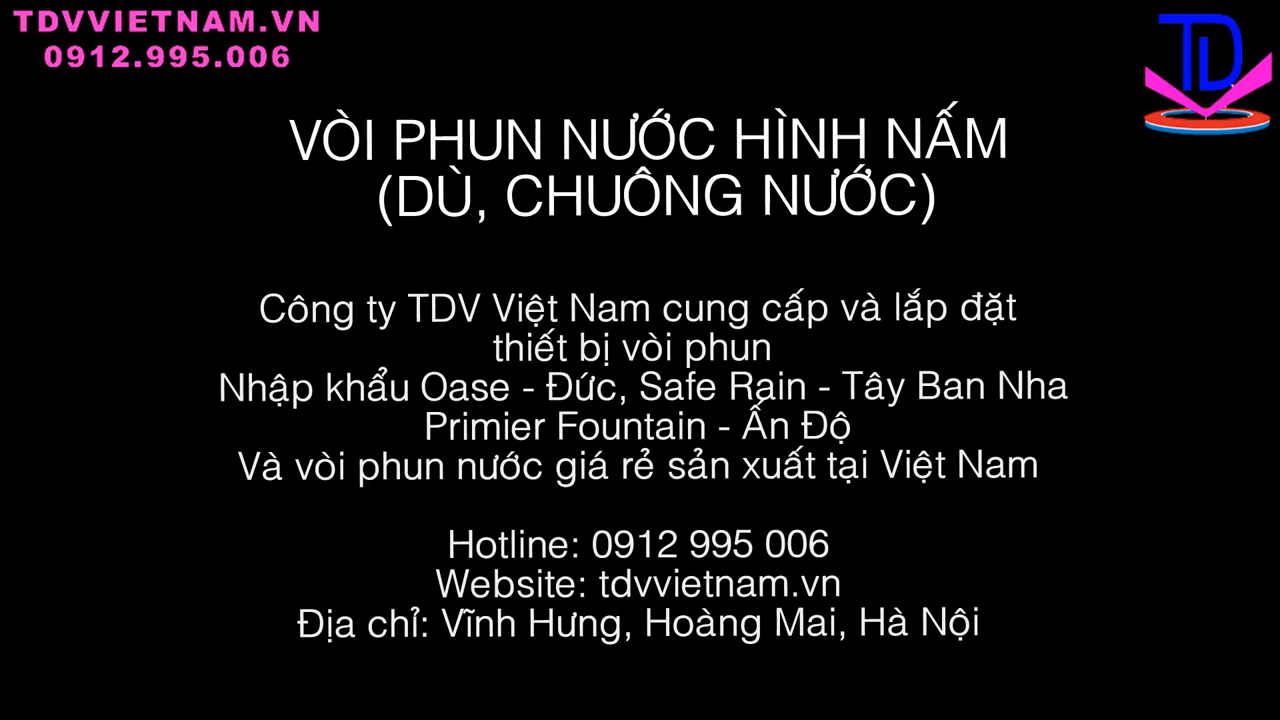 TDVVIETNAM.VN
0912.995.006
TD
VÒI PHUN NƯỚC HÌNH NẤM
(DÙ, CHUÔNG NƯỚC)
Công ty TDV Việt Nam cung cấp và lắp đặt
thiết bị vòi phun
Nhập khẩu Oase - Đức, Safe Rain - Tây Ban Nha
Primier Fountain - Ấn Độ
Và vòi phun nước giá rẻ sản xuất tại Việt Nam
Hotline: 0912 995 006
Website: tdvvietnam.vn
Địa chỉ: Vĩnh Hưng, Hoàng Mai, Hà Nội